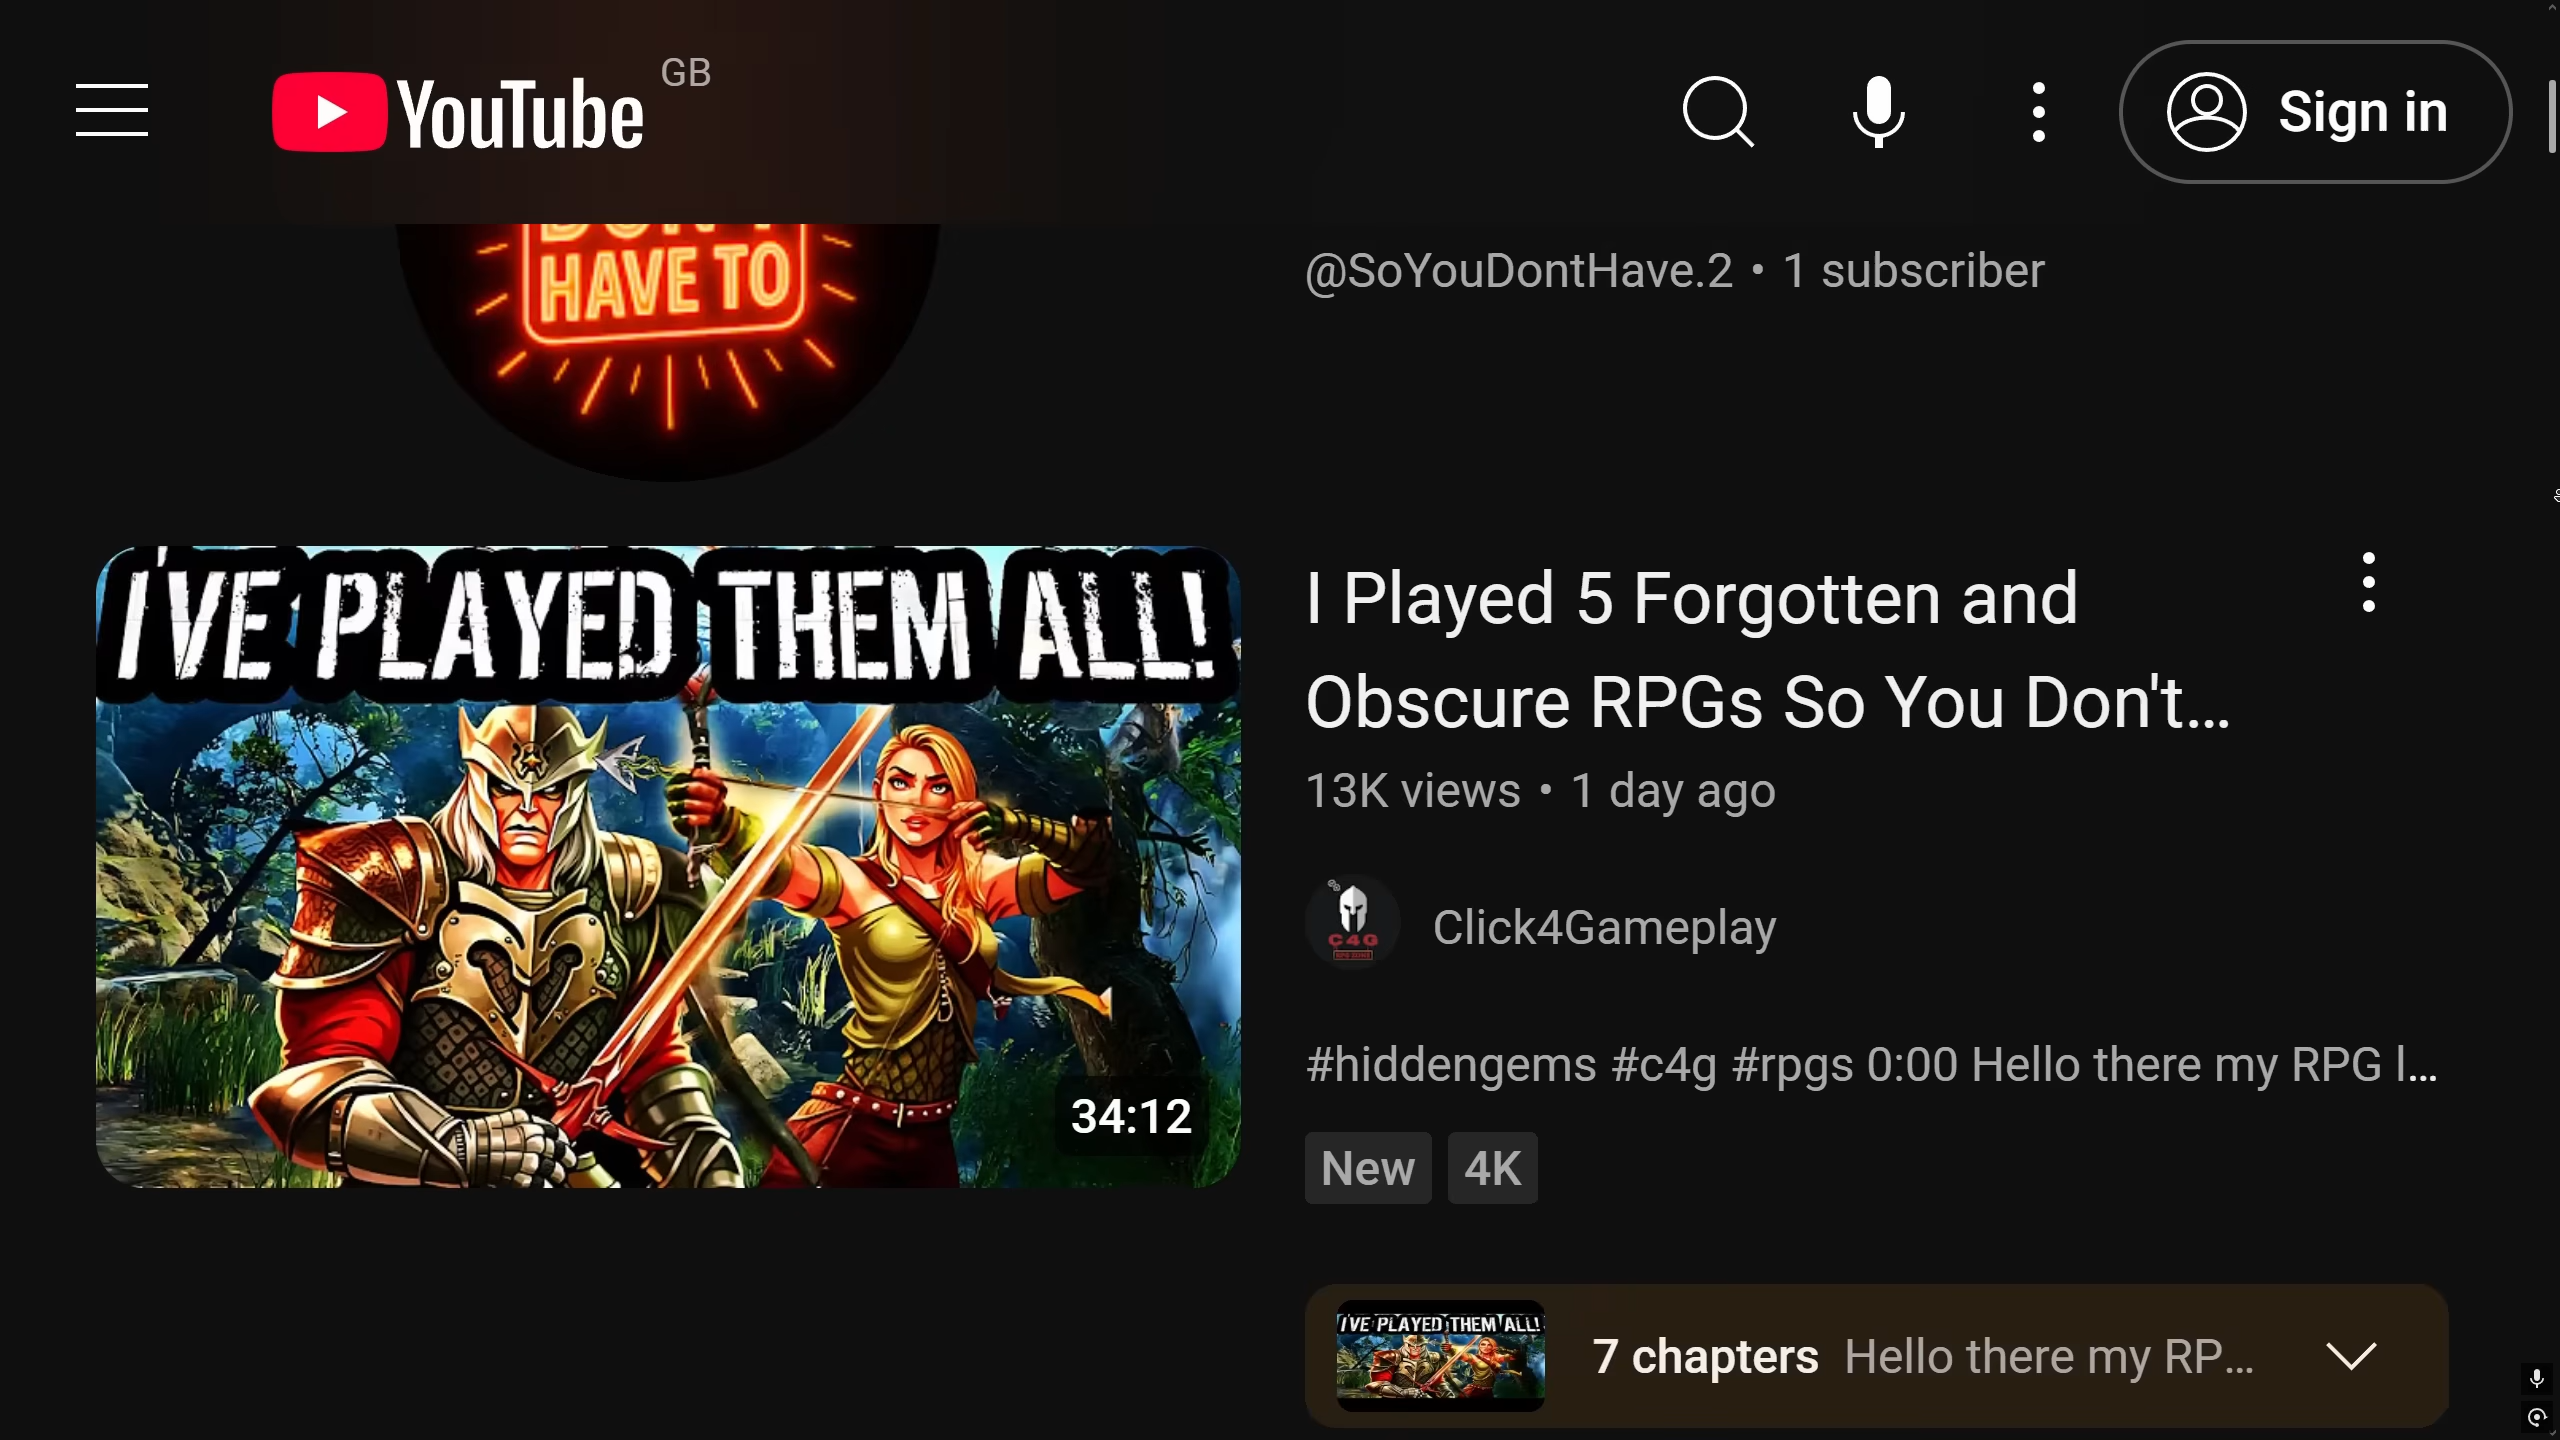 YouTube GB
Sign in
HAVE TO
@SoYouDontHave.2 • 1 subscriber
I'VE PLAYED THEM ALL!
34:12
I Played 5 Forgotten and
Obscure RPGs So You Don't...
13K views • 1 day ago
C4G
Click4Gameplay
#hiddengems #c4g #rpgs 0:00 Hello there my RPG l...
New 4K
I'VE PLAYED THEM ALL!
7 chapters Hello there my RP...